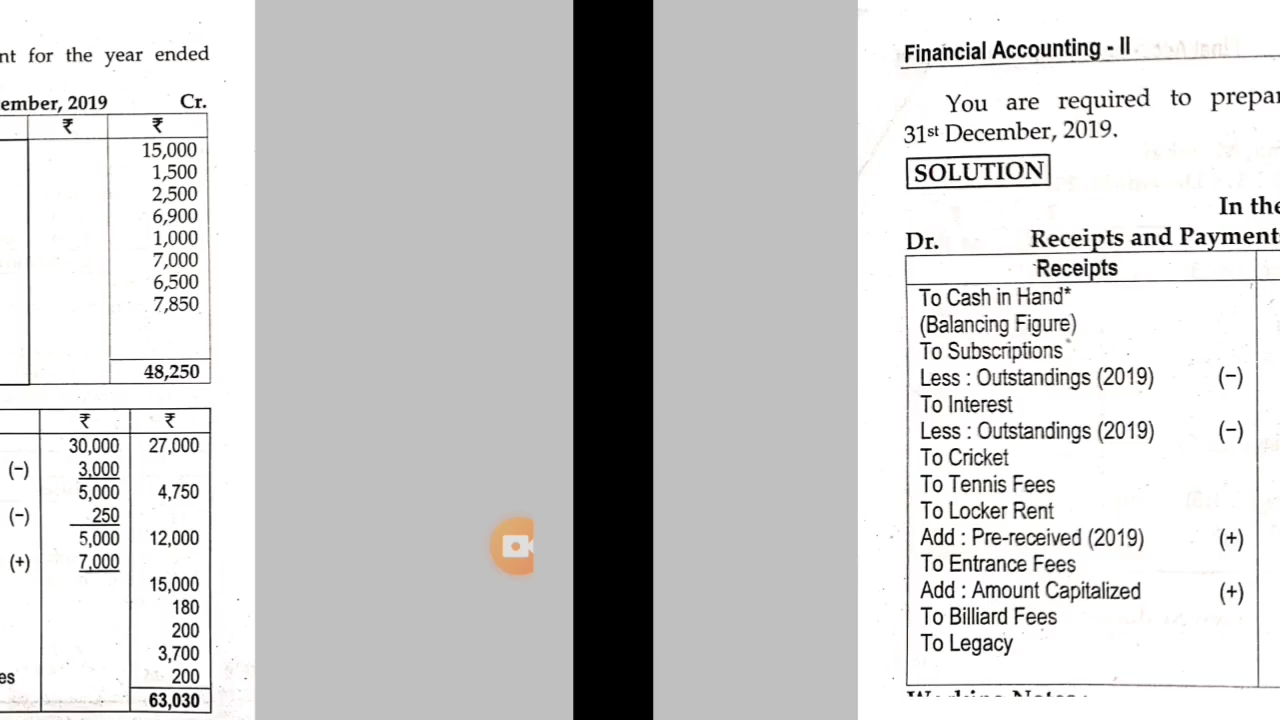 nt for the year ended
ember, 2019 Cr.
₹ ₹
15,000
1,500
2,500
6,900
1,000
7,000
6,500
7,850
48,250
₹ ₹
30,000 27,000
(−) 3,000
5,000 4,750
(−) 250
5,000 12,000
(+) 7,000
15,000
180
200
3,700
es 200
63,030
Financial Accounting - II
You are required to prepar
31st December, 2019.
SOLUTION
In the
Dr. Receipts and Payment
Receipts
To Cash in Hand*
(Balancing Figure)
To Subscriptions
Less : Outstandings (2019) (−)
To Interest
Less : Outstandings (2019) (−)
To Cricket
To Tennis Fees
To Locker Rent
Add : Pre-received (2019) (+)
To Entrance Fees
Add : Amount Capitalized (+)
To Billiard Fees
To Legacy